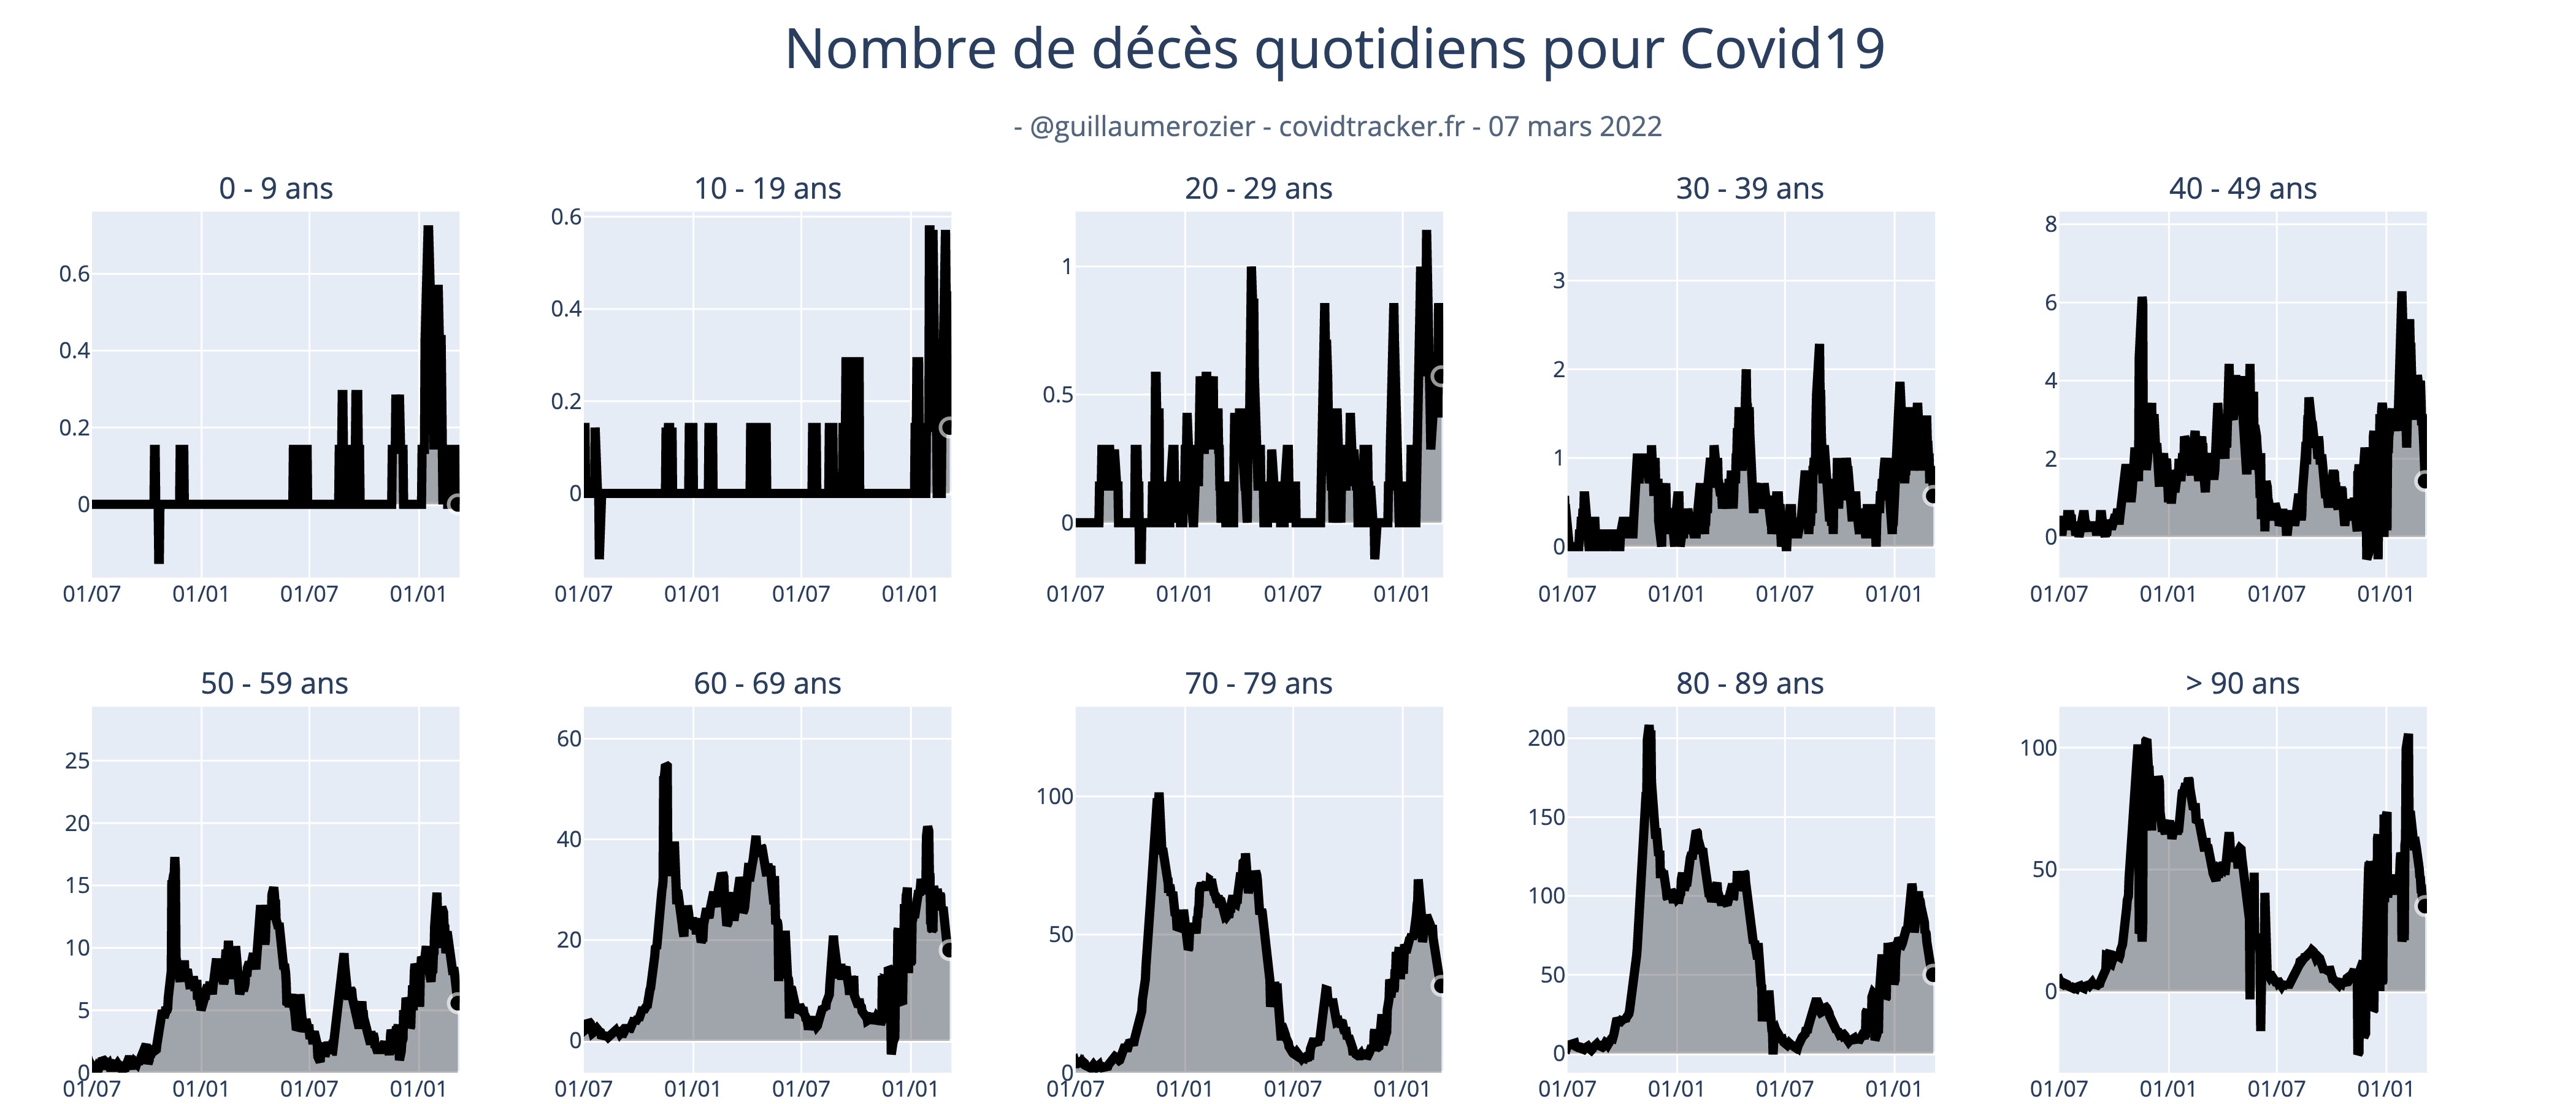 Nombre de décès quotidiens pour Covid19
- @guillaumerozier - covidtracker.fr - 07 mars 2022
0 - 9 ans
10 - 19 ans
20 - 29 ans
30 - 39 ans
40 - 49 ans
0.6
0.4
0.2
0
01/07 01/01 01/07 01/01
0.6
0.4
0.2
0
01/07 01/01 01/07 01/01
1
0.5
0
01/07 01/01 01/07 01/01
3
2
1
0
01/07 01/01 01/07 01/01
8
6
4
2
0
01/07 01/01 01/07 01/01
50 - 59 ans
60 - 69 ans
70 - 79 ans
80 - 89 ans
> 90 ans
25
20
15
10
5
0
01/07 01/01 01/07 01/01
60
40
20
0
01/07 01/01 01/07 01/01
100
50
0
01/07 01/01 01/07 01/01
200
150
100
50
0
01/07 01/01 01/07 01/01
100
50
0
01/07 01/01 01/07 01/01